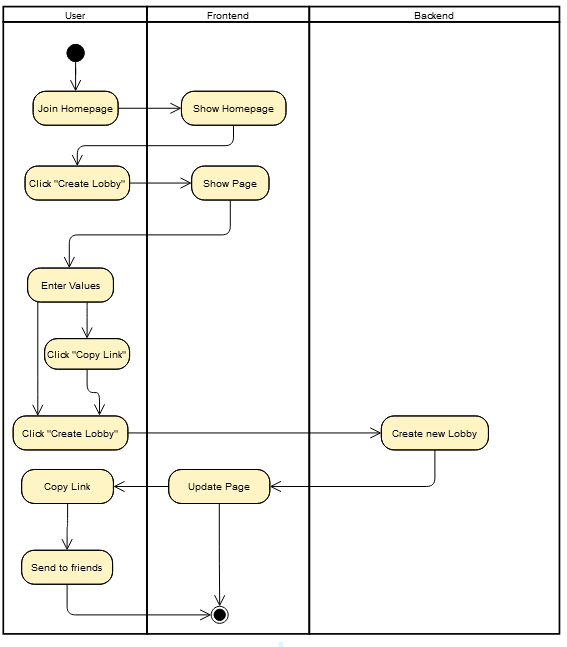 User
Frontend
Backend
Join Homepage
Show Homepage
Click "Create Lobby"
Show Page
Enter Values
Click "Copy Link"
Click "Create Lobby"
Create new Lobby
Copy Link
Update Page
Send to friends